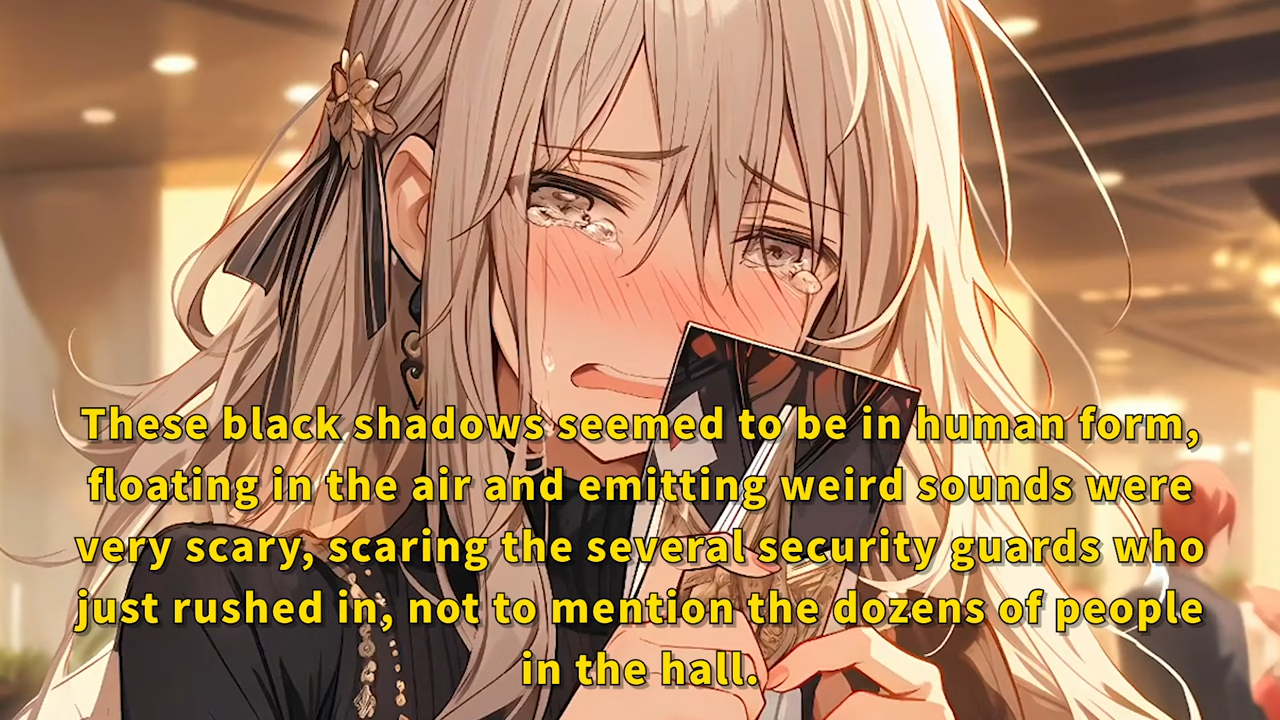 These black shadows seemed to be in human form,
floating in the air and emitting weird sounds were
very scary, scaring the several security guards who
just rushed in, not to mention the dozens of people
in the hall.